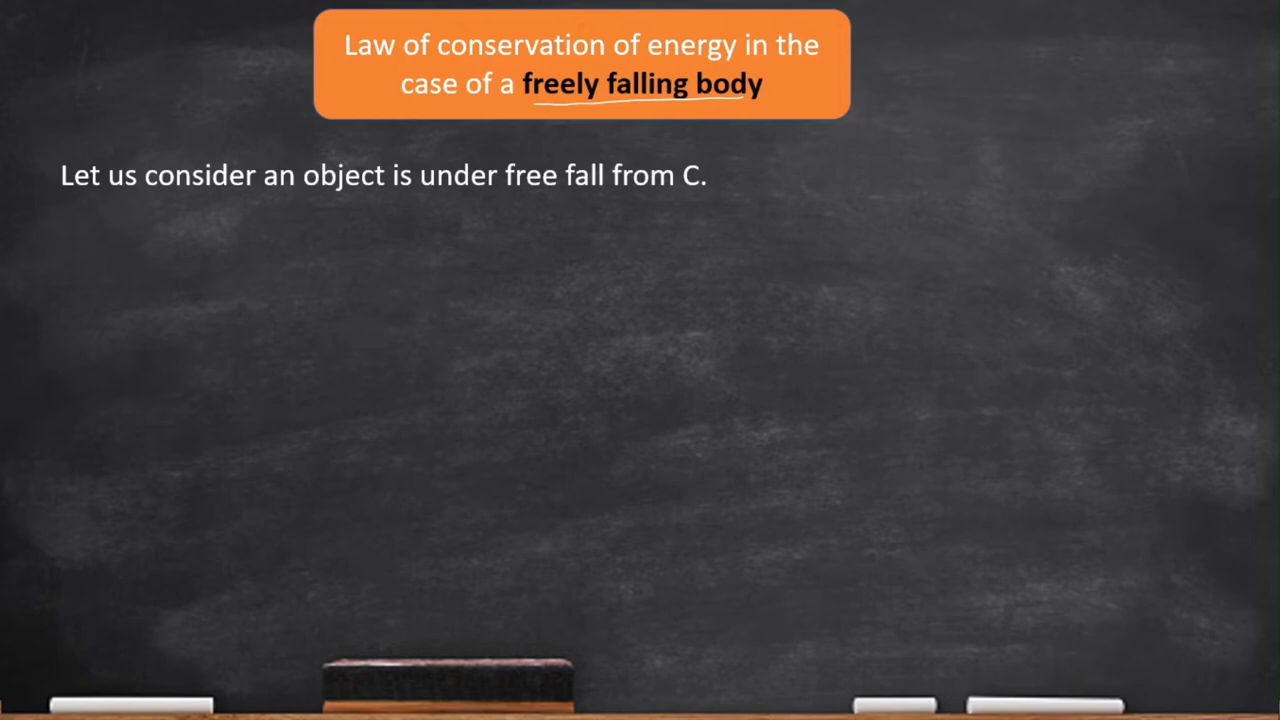 Law of conservation of energy in the
case of a freely falling body
Let us consider an object is under free fall from C.